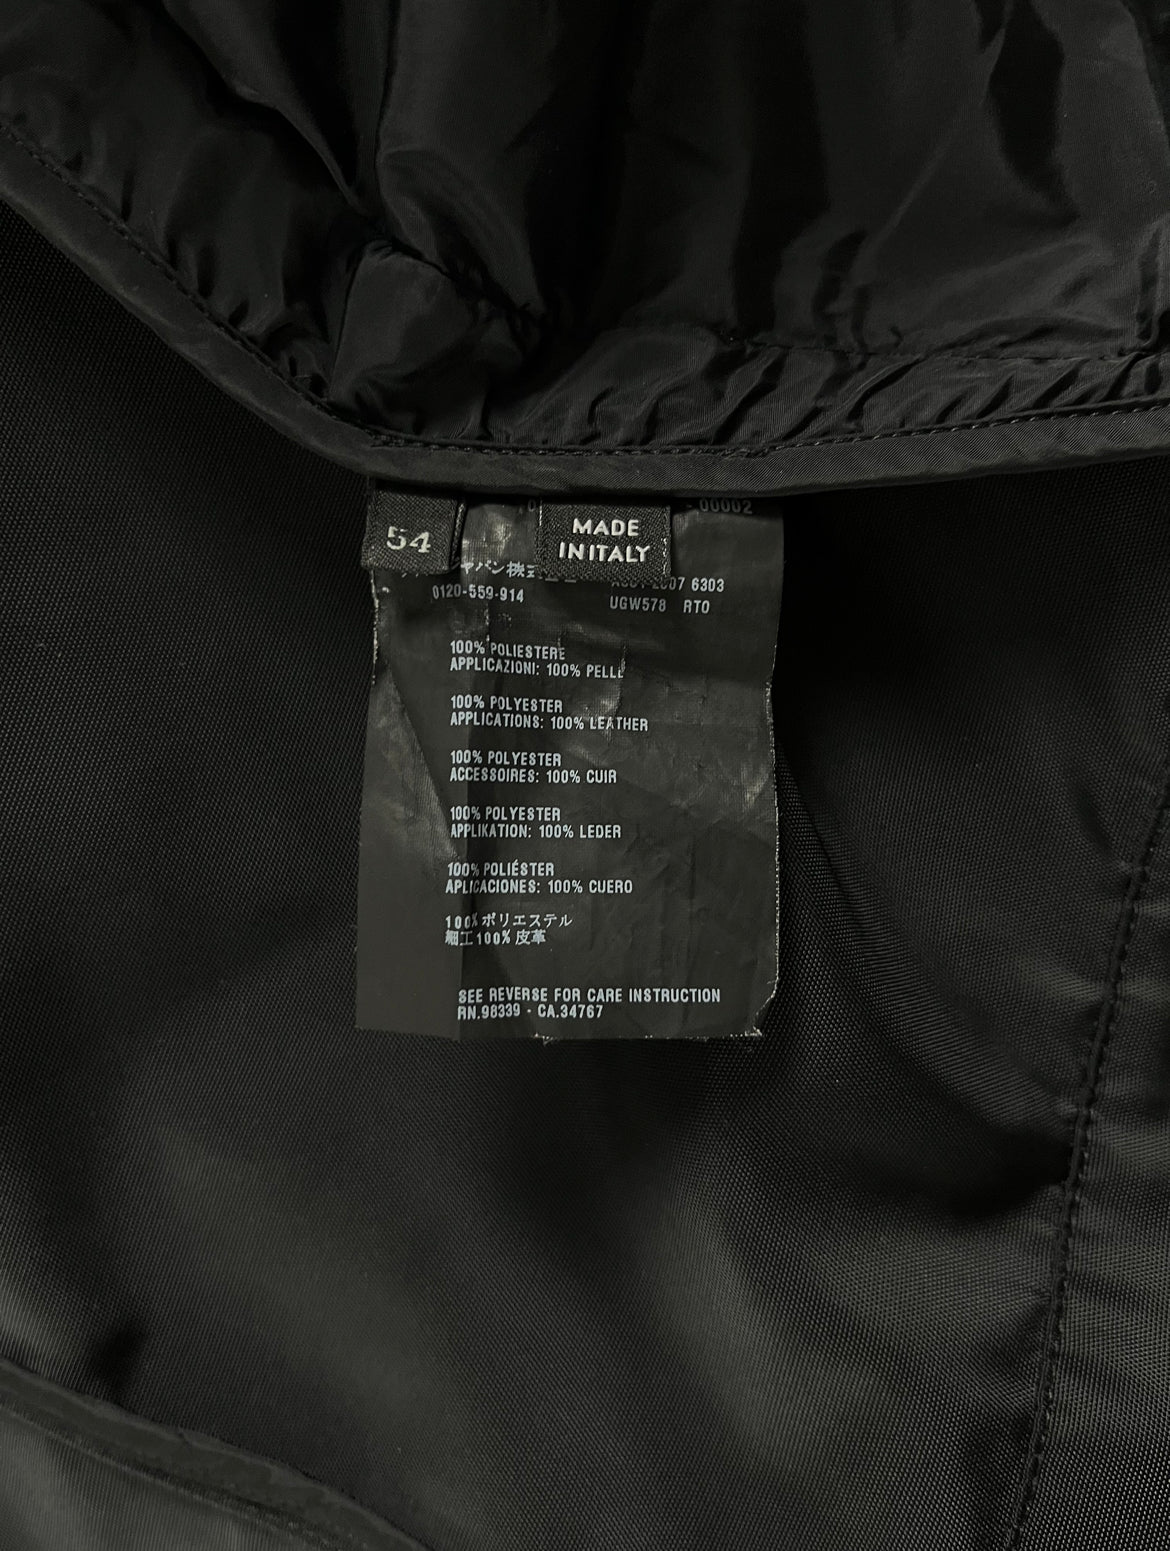 54
MADE
IN ITALY
- 00002
6303
0120-559-914
UGW578 RTO
100% POLIESTERE
APPLICAZIONI: 100% PELLE
100% POLYESTER
APPLICATIONS: 100% LEATHER
100% POLYESTER
ACCESSOIRES: 100% CUIR
100% POLYESTER
APPLIKATION: 100% LEDER
100% POLIÉSTER
APLICACIONES: 100% CUERO
100%ポリエステル
細工100%皮革
SEE REVERSE FOR CARE INSTRUCTION
RN.98339 - CA.34767